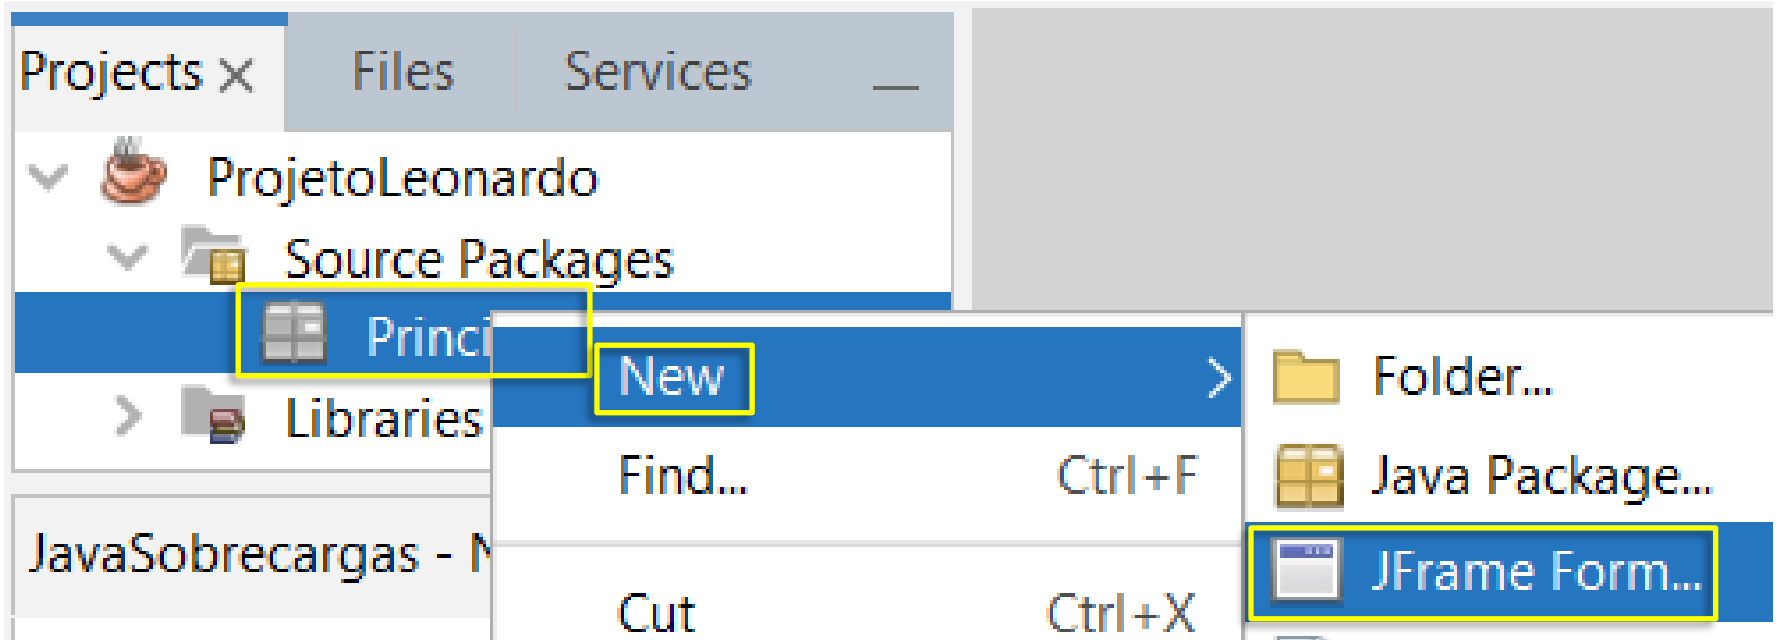 Projects Files Services
ProjetoLeonardo
Source Packages
Princi
New
Folder...
Libraries
Find... Ctrl+F
Java Package...
JavaSobrecargas -
JFrame Form...
Cut Ctrl+X